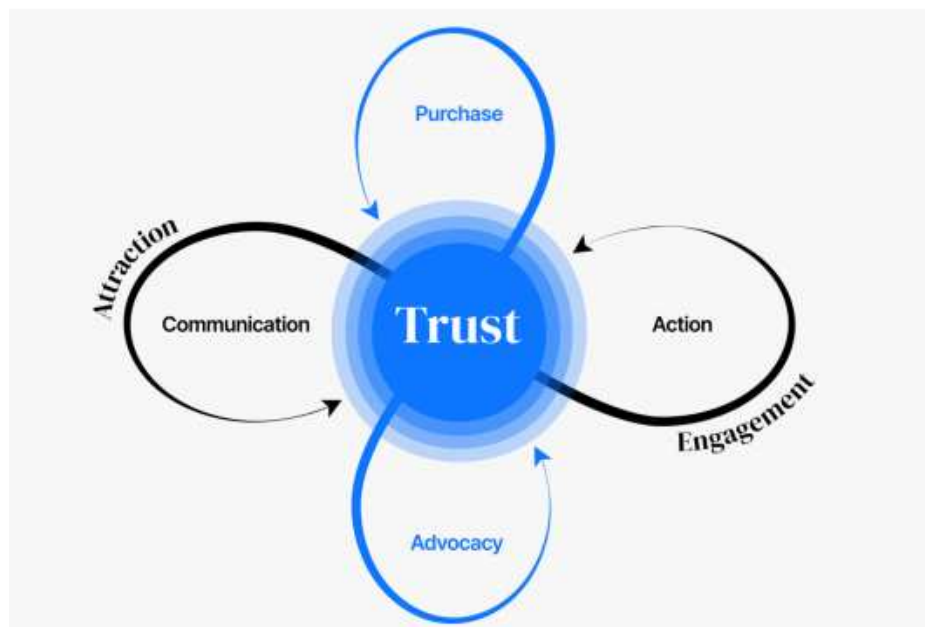 Purchase
Attraction
Communication
Trust
Action
Engagement
Advocacy